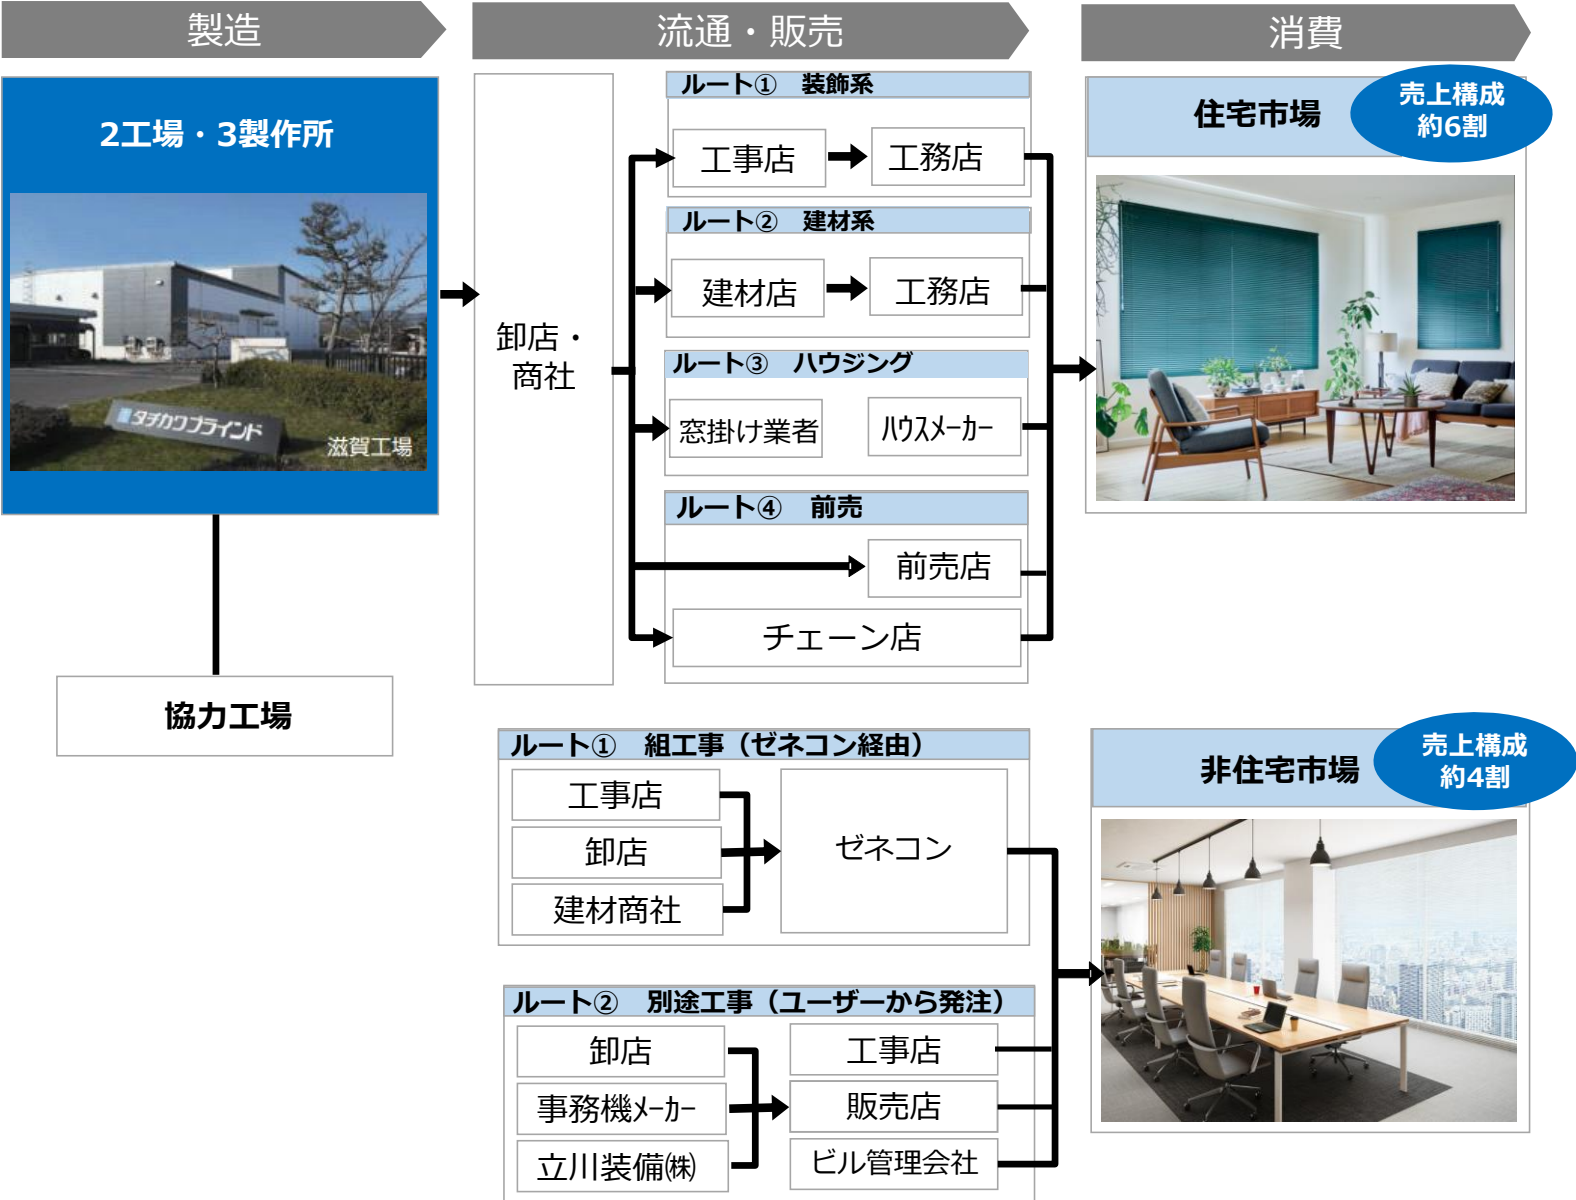 製造
流通・販売
消費
2工場・3製作所
タチカワブラインド
滋賀工場
協力工場
卸店・
商社
ルート① 装飾系
工事店
工務店
ルート② 建材系
建材店
工務店
ルート③ ハウジング
窓掛け業者
ハウスメーカー
ルート④ 前売
前売店
チェーン店
住宅市場
売上構成
約6割
ルート① 組工事（ゼネコン経由）
工事店
卸店
建材商社
ゼネコン
ルート② 別途工事（ユーザーから発注）
卸店
事務機メーカー
立川装備㈱
工事店
販売店
ビル管理会社
非住宅市場
売上構成
約4割